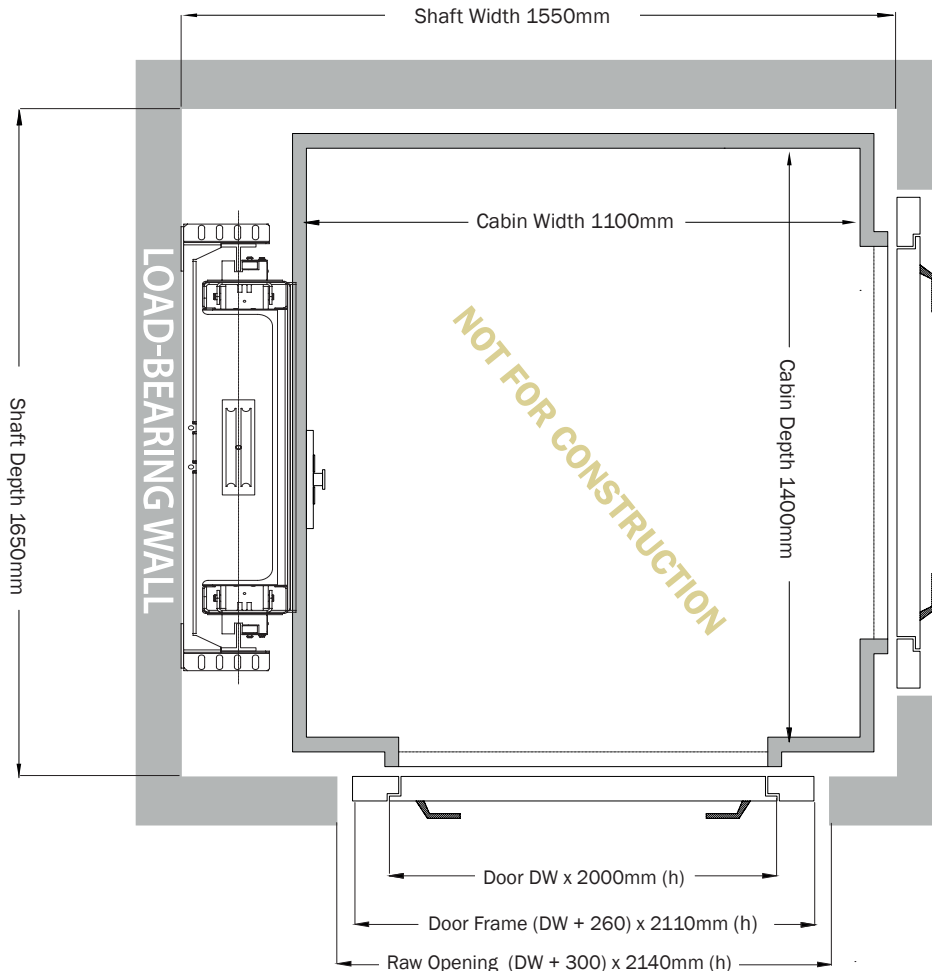 Shaft Width 1550mm
Cabin Width 1100mm
LOAD-BEARING WALL
NOT FOR CONSTRUCTION
Cabin Depth 1400mm
Shaft Depth 1650mm
Door DW x 2000mm (h)
Door Frame (DW + 260) x 2110mm (h)
Raw Opening (DW + 300) x 2140mm (h)